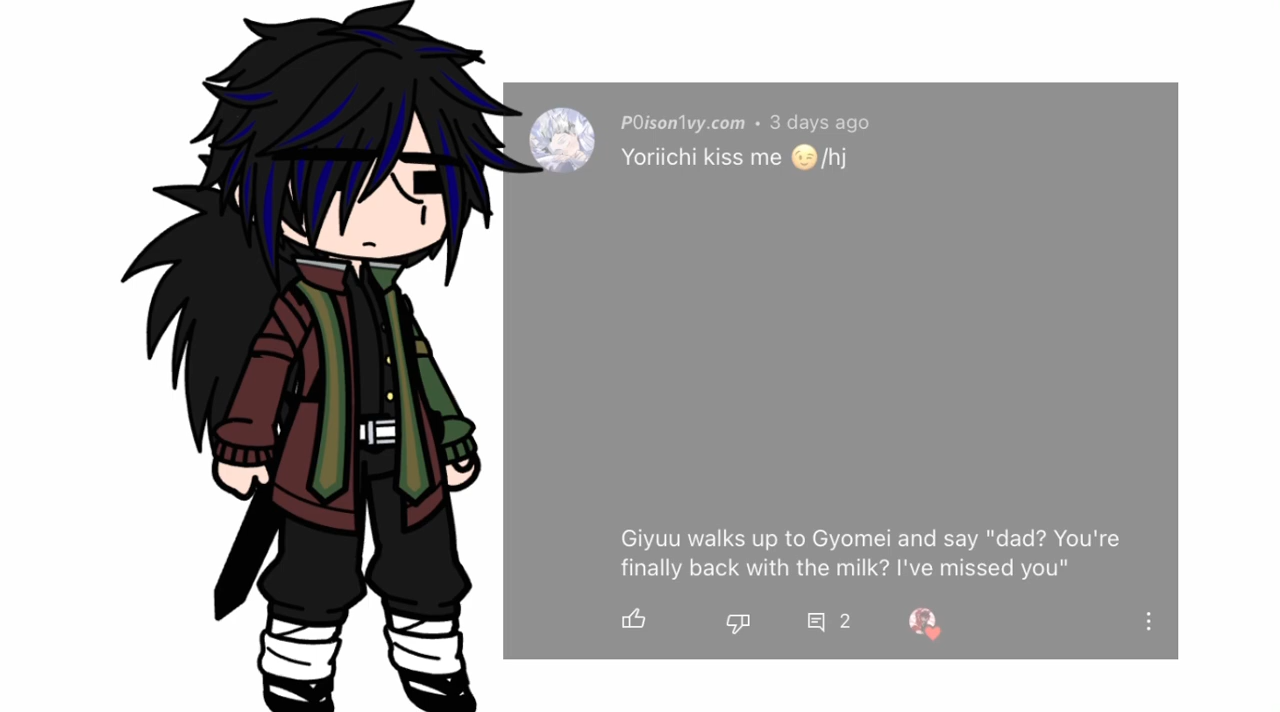 P0ison1vy.com • 3 days ago
Yoriichi kiss me 😉/hj
Giyuu walks up to Gyomei and say "dad? You're
finally back with the milk? I've missed you"
2